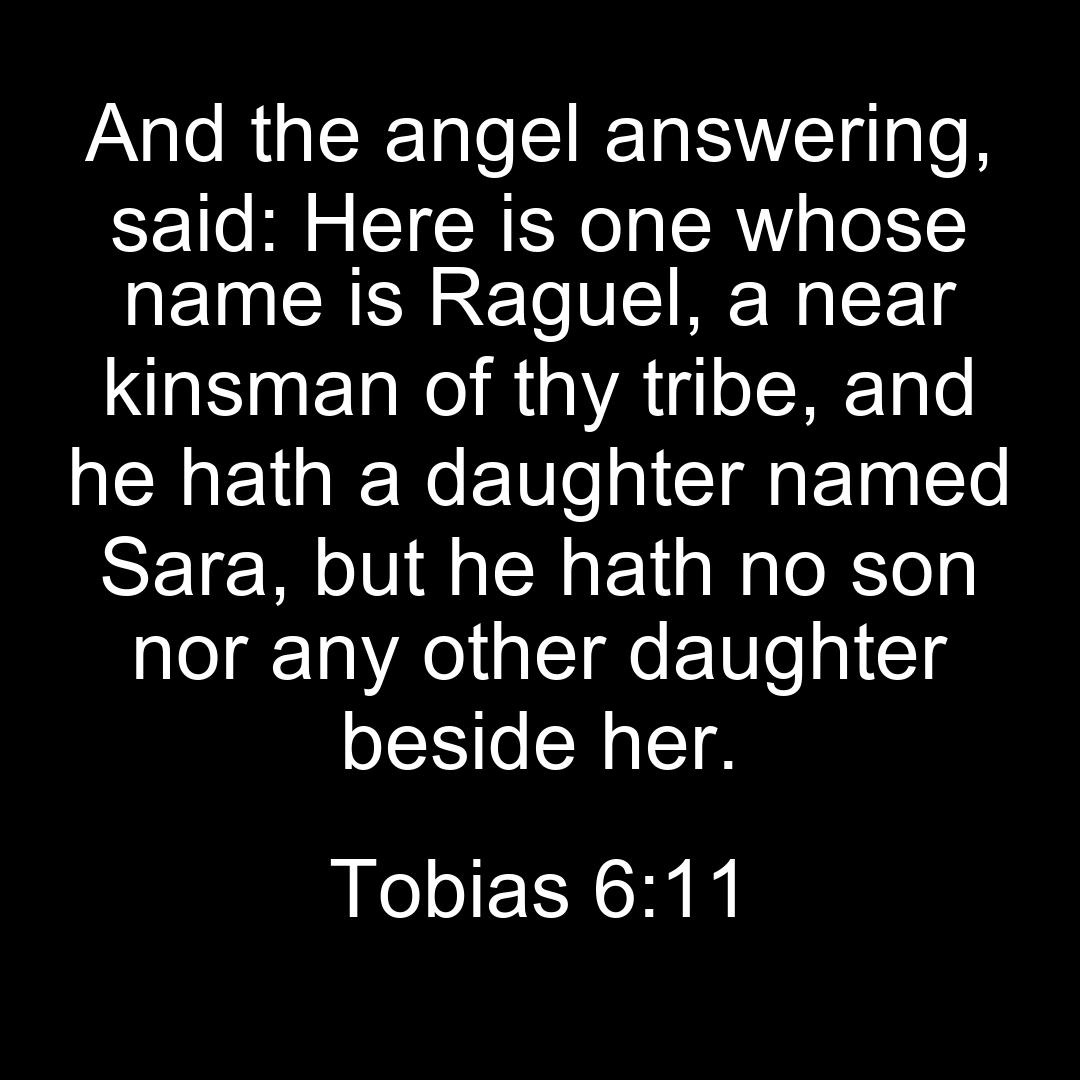 And the angel answering,
said: Here is one whose
name is Raguel, a near
kinsman of thy tribe, and
he hath a daughter named
Sara, but he hath no son
nor any other daughter
beside her.
Tobias 6:11